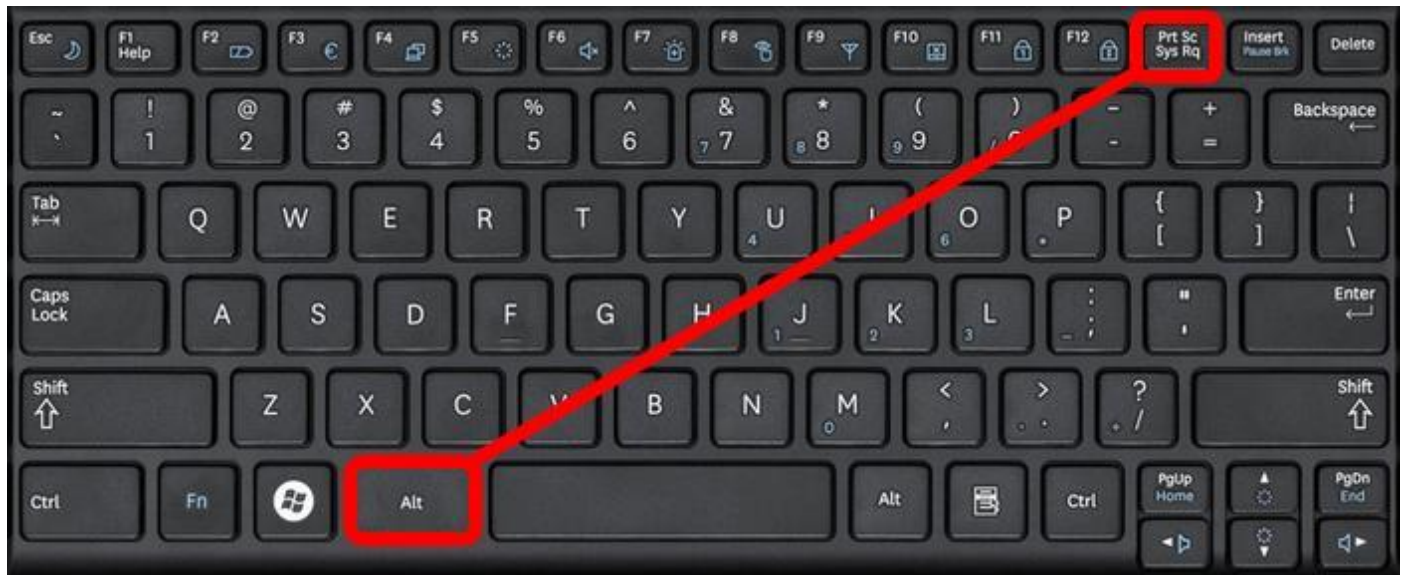 Esc F1 F2 F3 € F4 F5 F6 F7 F8 F9 F10 F11 F12 Prt Sc Insert Delete
Help Sys Rq Pause Brk
~ ! @ # $ % ^ & * ( ) – + Backspace
` 1 2 3 4 5 6 7 7 8 8 9 9 / - =
Tab Q W E R T Y U I O P { } ¦
4 6 * [ ] \
Caps A S D F G H J K L : " Enter
Lock 1 2 3 - ; '
Shift Z X C V B N M < > ? Shift
0 , . . + /
Ctrl Fn Alt Alt Ctrl PgUp PgDn
Home End